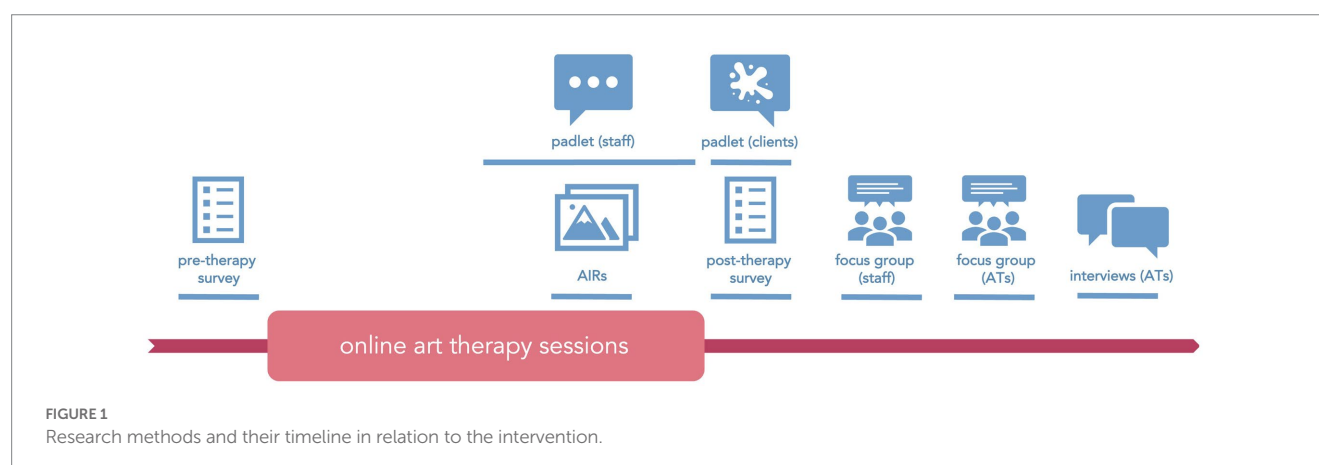 padlet (staff)
padlet (clients)
pre-therapy
survey
AIRs
post-therapy
survey
focus group
(staff)
focus group
(ATs)
interviews (ATs)
online art therapy sessions
FIGURE 1
Research methods and their timeline in relation to the intervention.